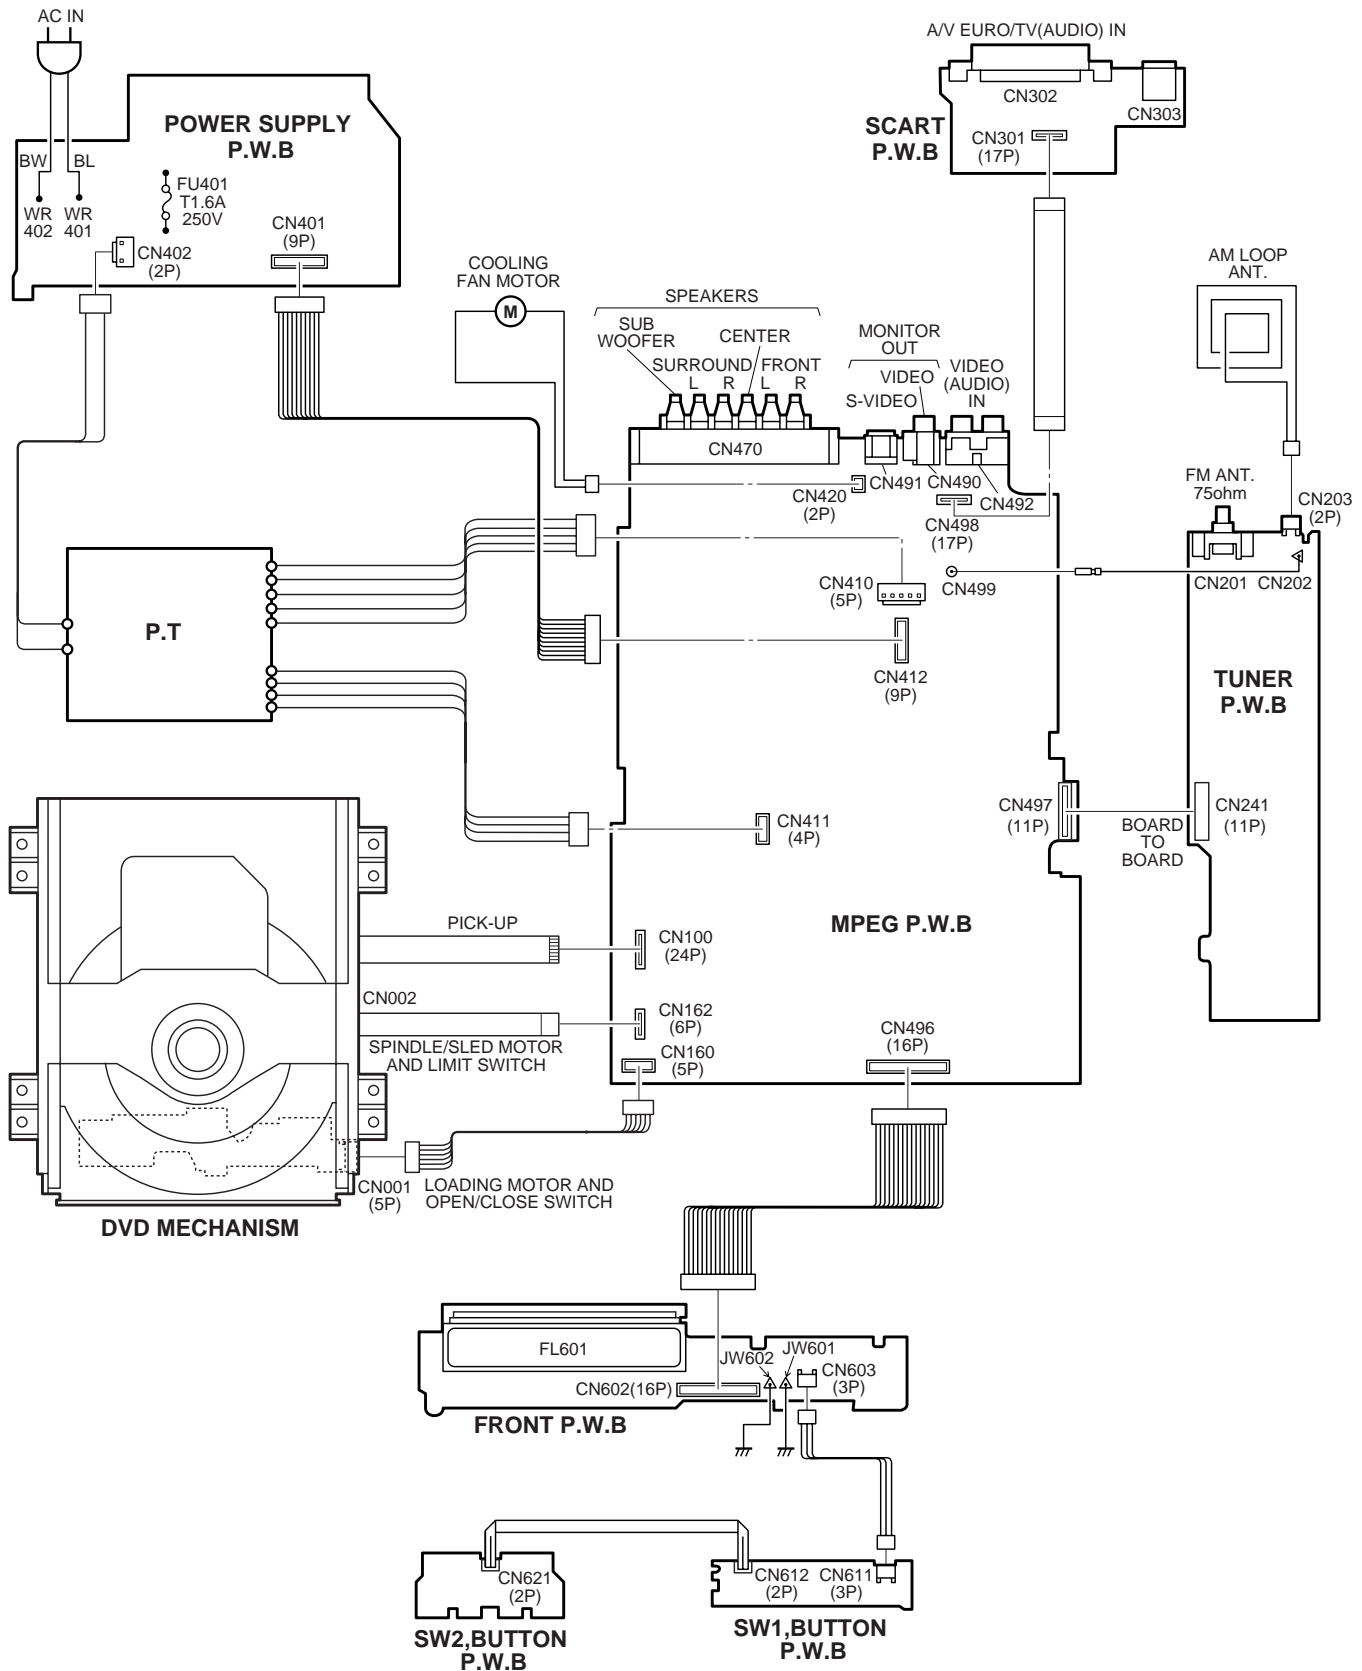 AC IN
A/V EURO/TV(AUDIO) IN
POWER SUPPLY
P.W.B
BW
BL
WR
402
WR
401
FU401
T1.6A
250V
CN402
(2P)
CN401
(9P)
SCART
P.W.B
CN302
CN303
CN301
(17P)
COOLING
FAN MOTOR
M
SPEAKERS
SUB
WOOFER
CENTER
SURROUND
L
R
FRONT
L
R
MONITOR
OUT
VIDEO
S-VIDEO
VIDEO
(AUDIO)
IN
AM LOOP
ANT.
CN470
CN491
CN490
CN492
CN420
(2P)
CN498
(17P)
FM ANT.
75ohm
CN203
(2P)
CN201
CN202
CN410
(5P)
CN499
CN412
(9P)
P.T
TUNER
P.W.B
CN411
(4P)
CN497
(11P)
BOARD
TO
BOARD
CN241
(11P)
MPEG P.W.B
PICK-UP
CN100
(24P)
CN002
SPINDLE/SLED MOTOR
AND LIMIT SWITCH
CN162
(6P)
CN160
(5P)
CN496
(16P)
CN001
(5P)
LOADING MOTOR AND
OPEN/CLOSE SWITCH
DVD MECHANISM
FL601
JW602
JW601
CN603
(3P)
CN602(16P)
FRONT P.W.B
CN621
(2P)
CN612
(2P)
CN611
(3P)
SW2,BUTTON
P.W.B
SW1,BUTTON
P.W.B